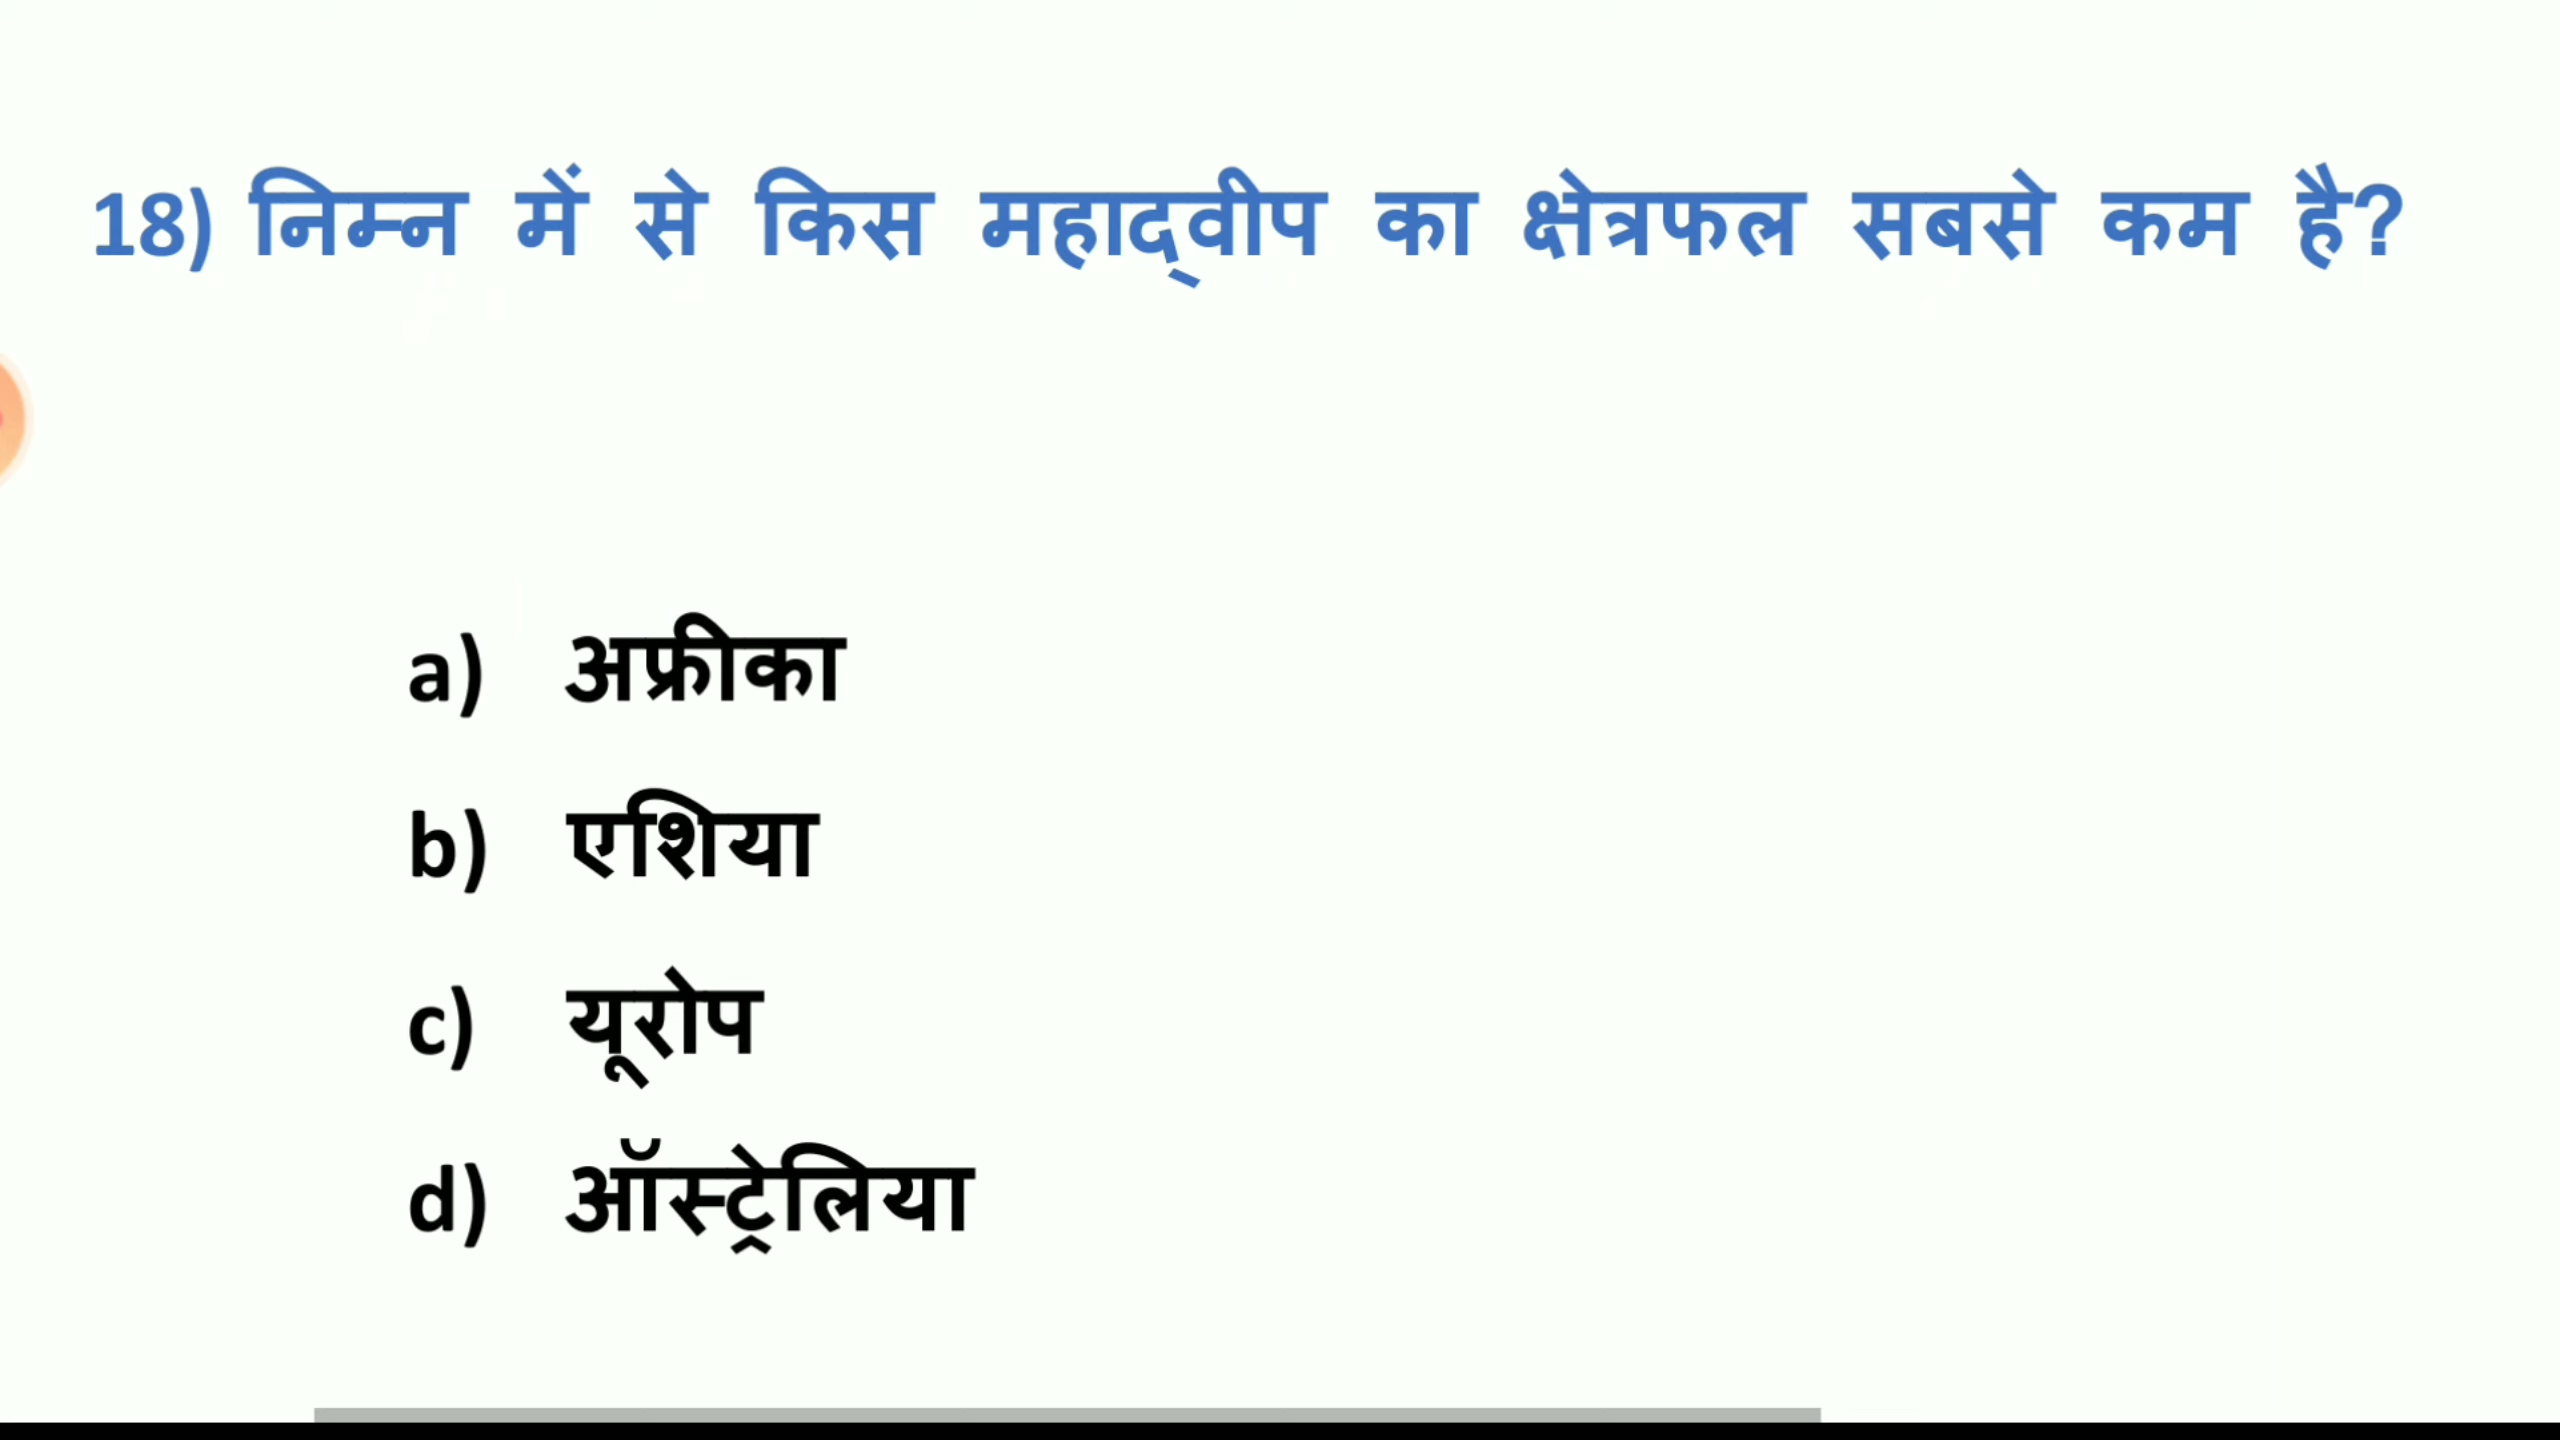 18) निम्न में से किस महाद्वीप का क्षेत्रफल सबसे कम है?
a) अफ्रीका
b) एशिया
c) यूरोप
d) ऑस्ट्रेलिया